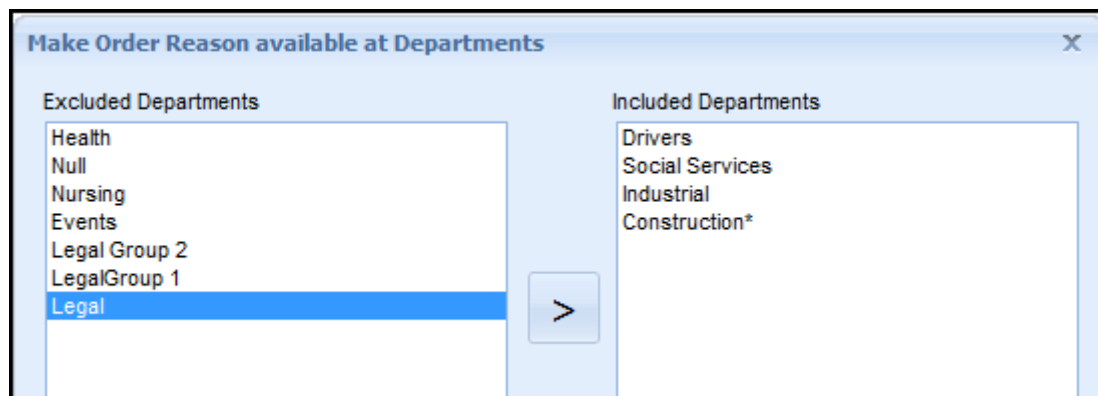 Make Order Reason available at Departments
X
Excluded Departments
Health
Null
Nursing
Events
Legal Group 2
LegalGroup 1
Legal
>
Included Departments
Drivers
Social Services
Industrial
Construction*